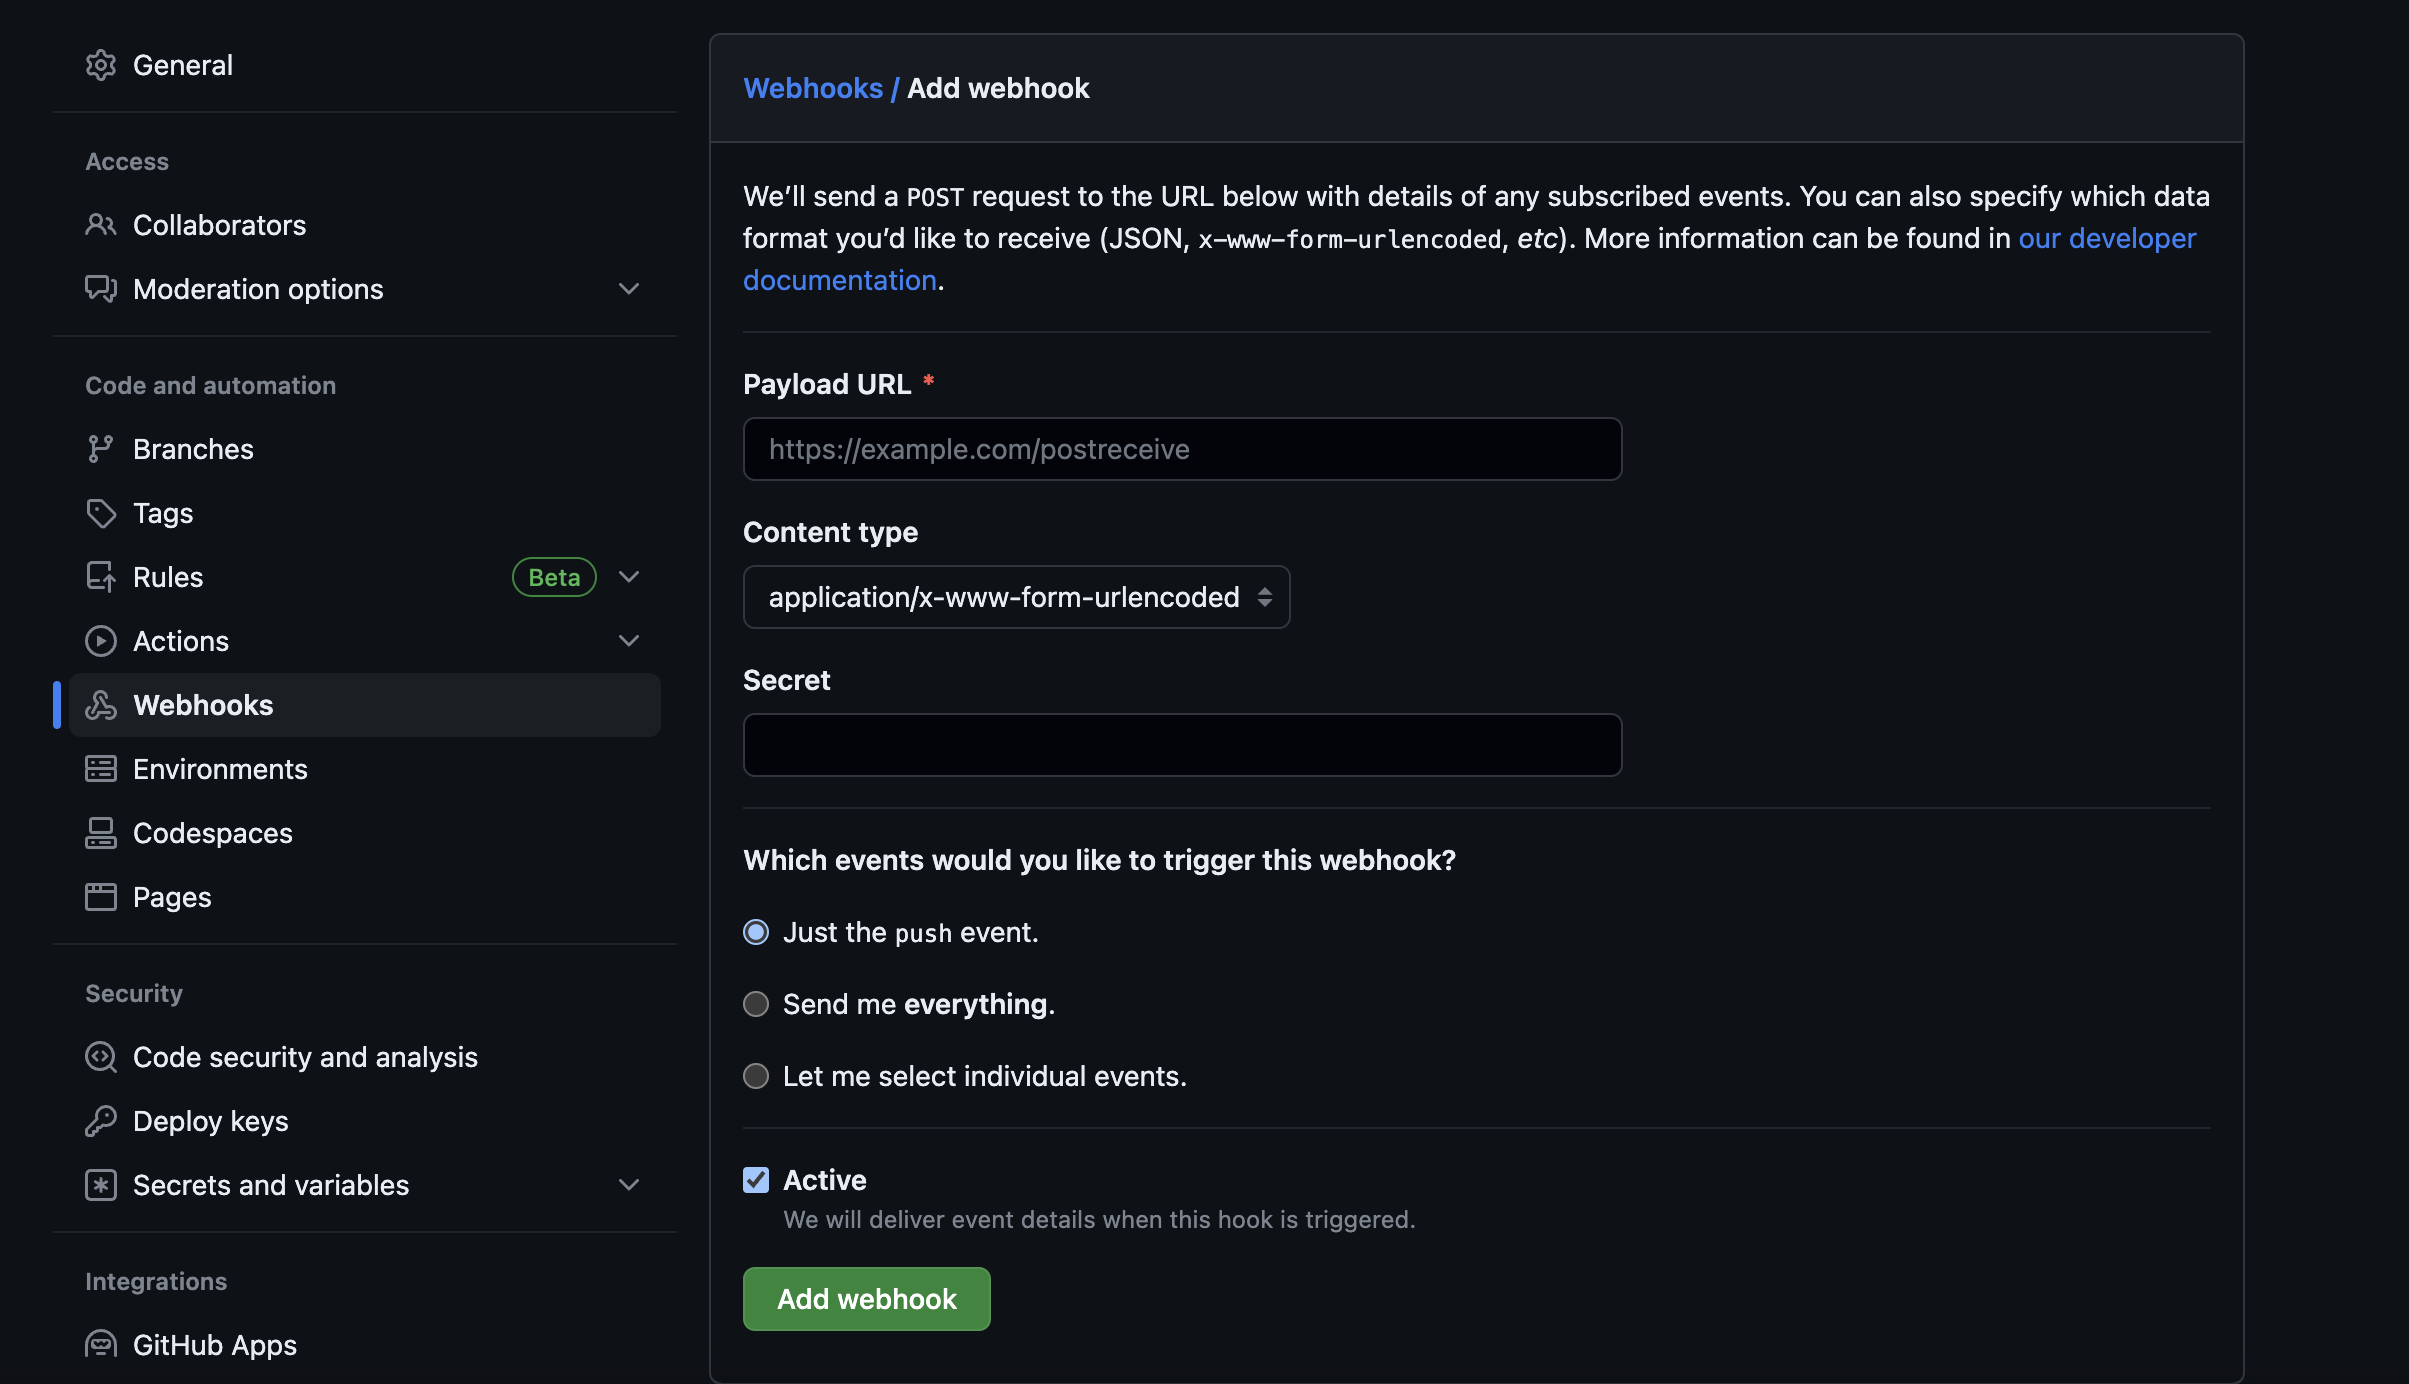 General
Access
Collaborators
Moderation options
Code and automation
Branches
Tags
Rules Beta
Actions
Webhooks
Environments
Codespaces
Pages
Security
Code security and analysis
Deploy keys
Secrets and variables
Integrations
GitHub Apps
Webhooks / Add webhook
We’ll send a POST request to the URL below with details of any subscribed events. You can also specify which data
format you’d like to receive (JSON, x-www-form-urlencoded, etc). More information can be found in our developer
documentation.
Payload URL *
https://example.com/postreceive
Content type
application/x-www-form-urlencoded
Secret
Which events would you like to trigger this webhook?
Just the push event.
Send me everything.
Let me select individual events.
Active
We will deliver event details when this hook is triggered.
Add webhook